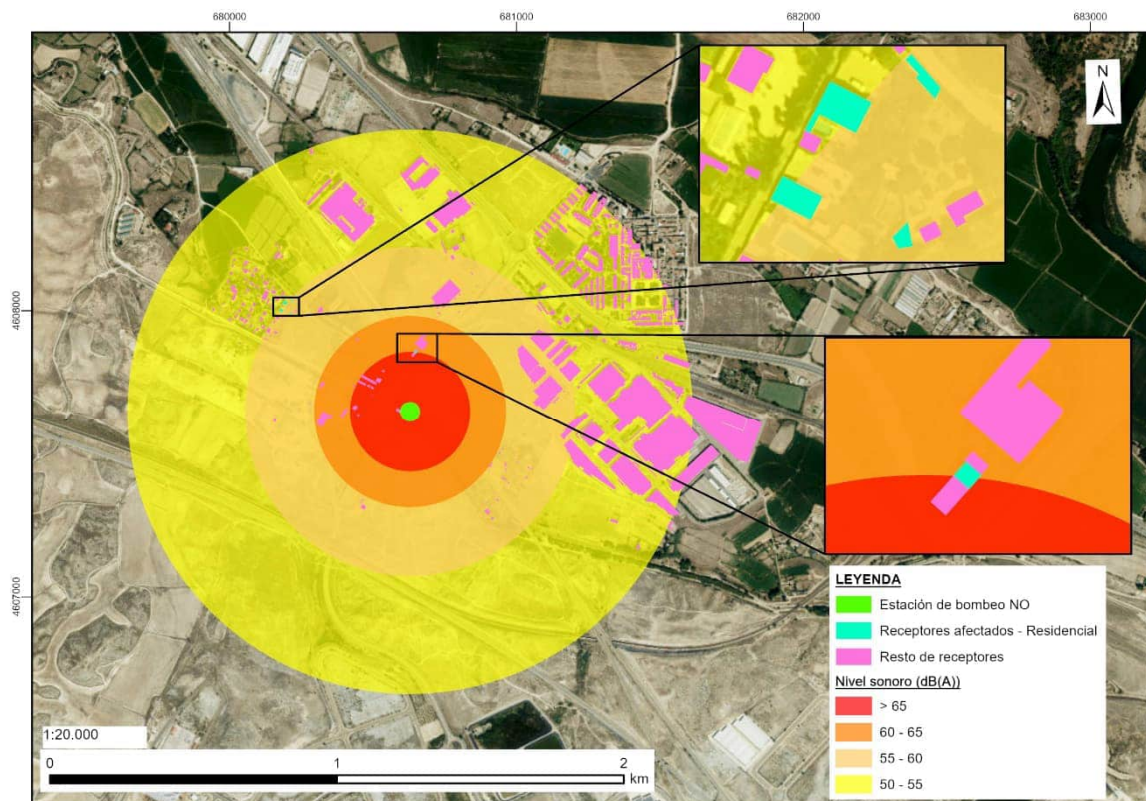 680000 681000 682000 683000
N
4608000
4607000
LEYENDA
Estación de bombeo NO
Receptores afectados - Residencial
Resto de receptores
Nivel sonoro (dB(A))
> 65
60 - 65
55 - 60
50 - 55
1:20.000
0 1 2
km